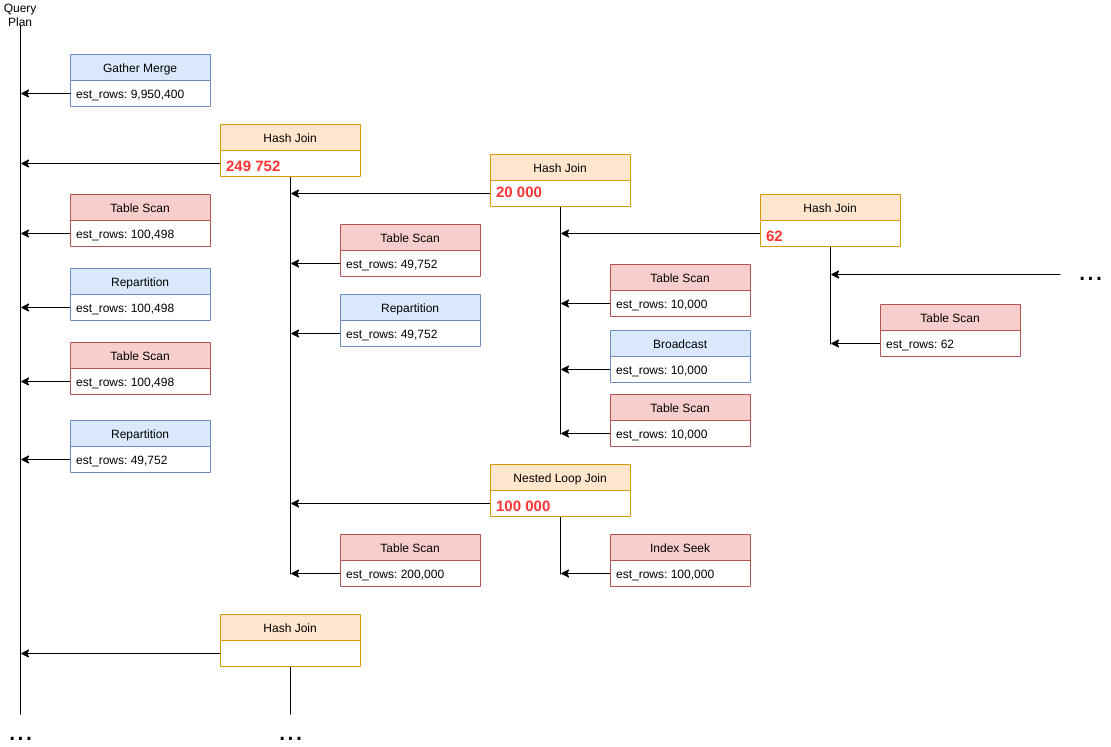 Query
Plan
Gather Merge
est_rows: 9,950,400
Hash Join
249 752
Hash Join
20 000
Hash Join
62
Table Scan
est_rows: 100,498
Table Scan
est_rows: 49,752
Table Scan
est_rows: 10,000
...
Repartition
est_rows: 100,498
Repartition
est_rows: 49,752
Table Scan
est_rows: 62
Broadcast
est_rows: 10,000
Table Scan
est_rows: 100,498
Table Scan
est_rows: 10,000
Repartition
est_rows: 49,752
Nested Loop Join
100 000
Table Scan
est_rows: 200,000
Index Seek
est_rows: 100,000
Hash Join
...
...